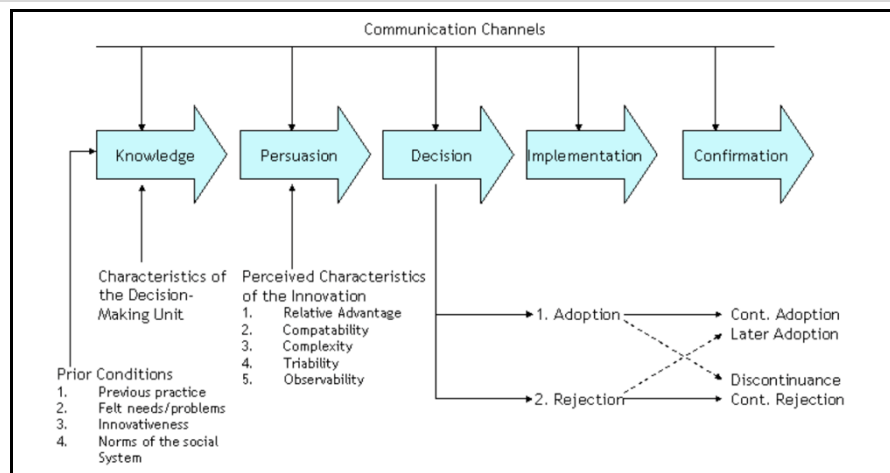 Communication Channels
Knowledge
Persuasion
Decision
Implementation
Confirmation
Characteristics of
the Decision-
Making Unit
Perceived Characteristics
of the Innovation
1. Relative Advantage
2. Compatability
3. Complexity
4. Triability
5. Observability
1. Adoption
Cont. Adoption
Later Adoption
Discontinuance
2. Rejection
Cont. Rejection
Prior Conditions
1. Previous practice
2. Felt needs/problems
3. Innovativeness
4. Norms of the social
System